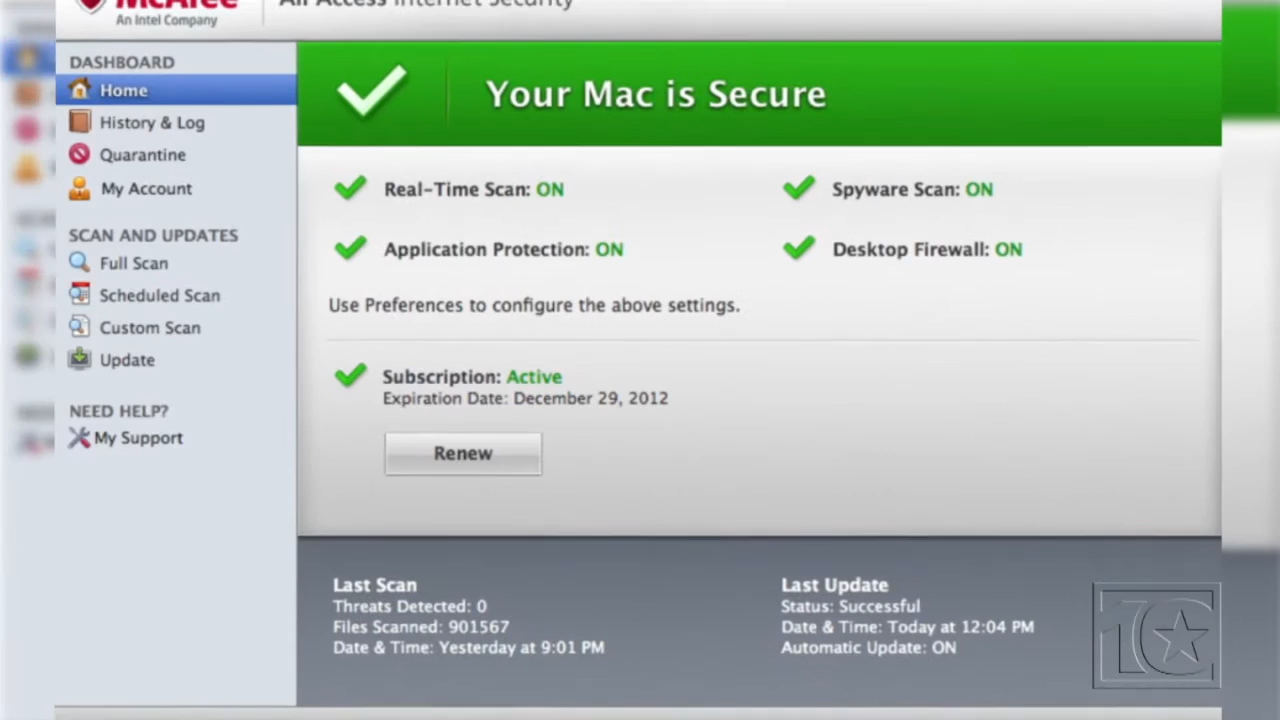 McAfee
An Intel Company
All Access Internet Security
DASHBOARD
Home
History & Log
Quarantine
My Account
SCAN AND UPDATES
Full Scan
Scheduled Scan
Custom Scan
Update
NEED HELP?
My Support
Your Mac is Secure
Real-Time Scan: ON
Spyware Scan: ON
Application Protection: ON
Desktop Firewall: ON
Use Preferences to configure the above settings.
Subscription: Active
Expiration Date: December 29, 2012
Renew
Last Scan
Threats Detected: 0
Files Scanned: 901567
Date & Time: Yesterday at 9:01 PM
Last Update
Status: Successful
Date & Time: Today at 12:04 PM
Automatic Update: ON